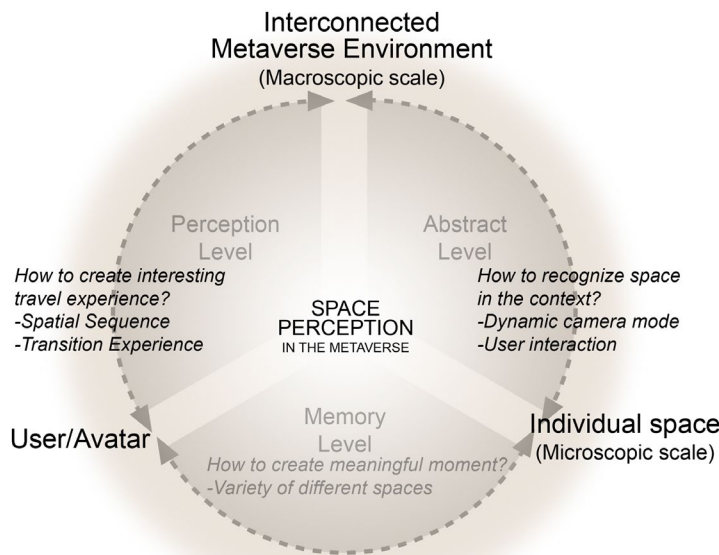 Interconnected
Metaverse Environment
(Macroscopic scale)
Perception
Level
Abstract
Level
How to create interesting
travel experience?
-Spatial Sequence
-Transition Experience
How to recognize space
in the context?
-Dynamic camera mode
-User interaction
SPACE
PERCEPTION
IN THE METAVERSE
User/Avatar
Individual space
(Microscopic scale)
Memory
Level
How to create meaningful moment?
-Variety of different spaces